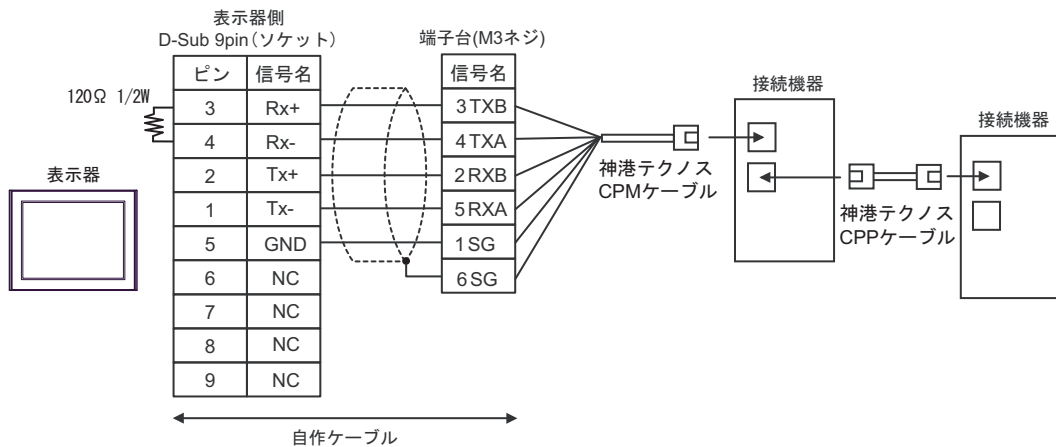 表示器側
D-Sub 9pin(ソケット)
ピン 信号名
3 Rx+
4 Rx-
2 Tx+
1 Tx-
5 GND
6 NC
7 NC
8 NC
9 NC
120Ω 1/2W
表示器
端子台(M3ネジ)
信号名
3 TXB
4 TXA
2 RXB
5 RXA
1 SG
6 SG
自作ケーブル
神港テクノス
CPMケーブル
接続機器
神港テクノス
CPPケーブル
接続機器